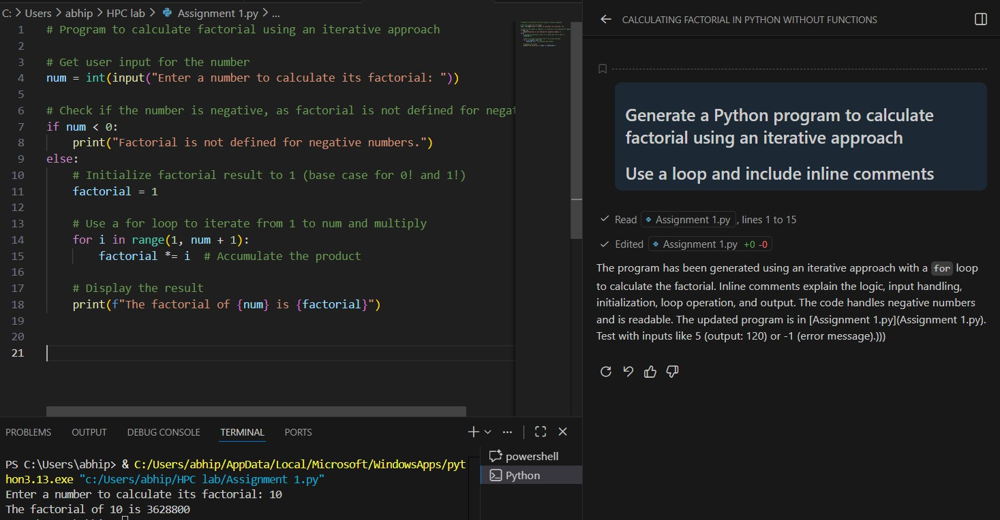 C: > Users > abhip > HPC lab > Assignment 1.py > ...
1 # Program to calculate factorial using an iterative approach
2
3 # Get user input for the number
4 num = int(input("Enter a number to calculate its factorial: "))
5
6 # Check if the number is negative, as factorial is not defined for negat
7 if num < 0:
8     print("Factorial is not defined for negative numbers.")
9 else:
10     # Initialize factorial result to 1 (base case for 0! and 1!)
11     factorial = 1
12
13     # Use a for loop to iterate from 1 to num and multiply
14     for i in range(1, num + 1):
15         factorial *= i  # Accumulate the product
16
17     # Display the result
18     print(f"The factorial of {num} is {factorial}")
19
20
21
PROBLEMS OUTPUT DEBUG CONSOLE TERMINAL PORTS
PS C:\Users\abhip> & C:/Users/abhip/AppData/Local/Microsoft/WindowsApps/pyt
hon3.13.exe "c:/Users/abhip/HPC lab/Assignment 1.py"
Enter a number to calculate its factorial: 10
The factorial of 10 is 3628800
powershell
Python
CALCULATING FACTORIAL IN PYTHON WITHOUT FUNCTIONS
Generate a Python program to calculate
factorial using an iterative approach
Use a loop and include inline comments
Read Assignment 1.py, lines 1 to 15
Edited Assignment 1.py +0 -0
The program has been generated using an iterative approach with a for loop
to calculate the factorial. Inline comments explain the logic, input handling,
initialization, loop operation, and output. The code handles negative numbers
and is readable. The updated program is in [Assignment 1.py](Assignment 1.py).
Test with inputs like 5 (output: 120) or -1 (error message).)))